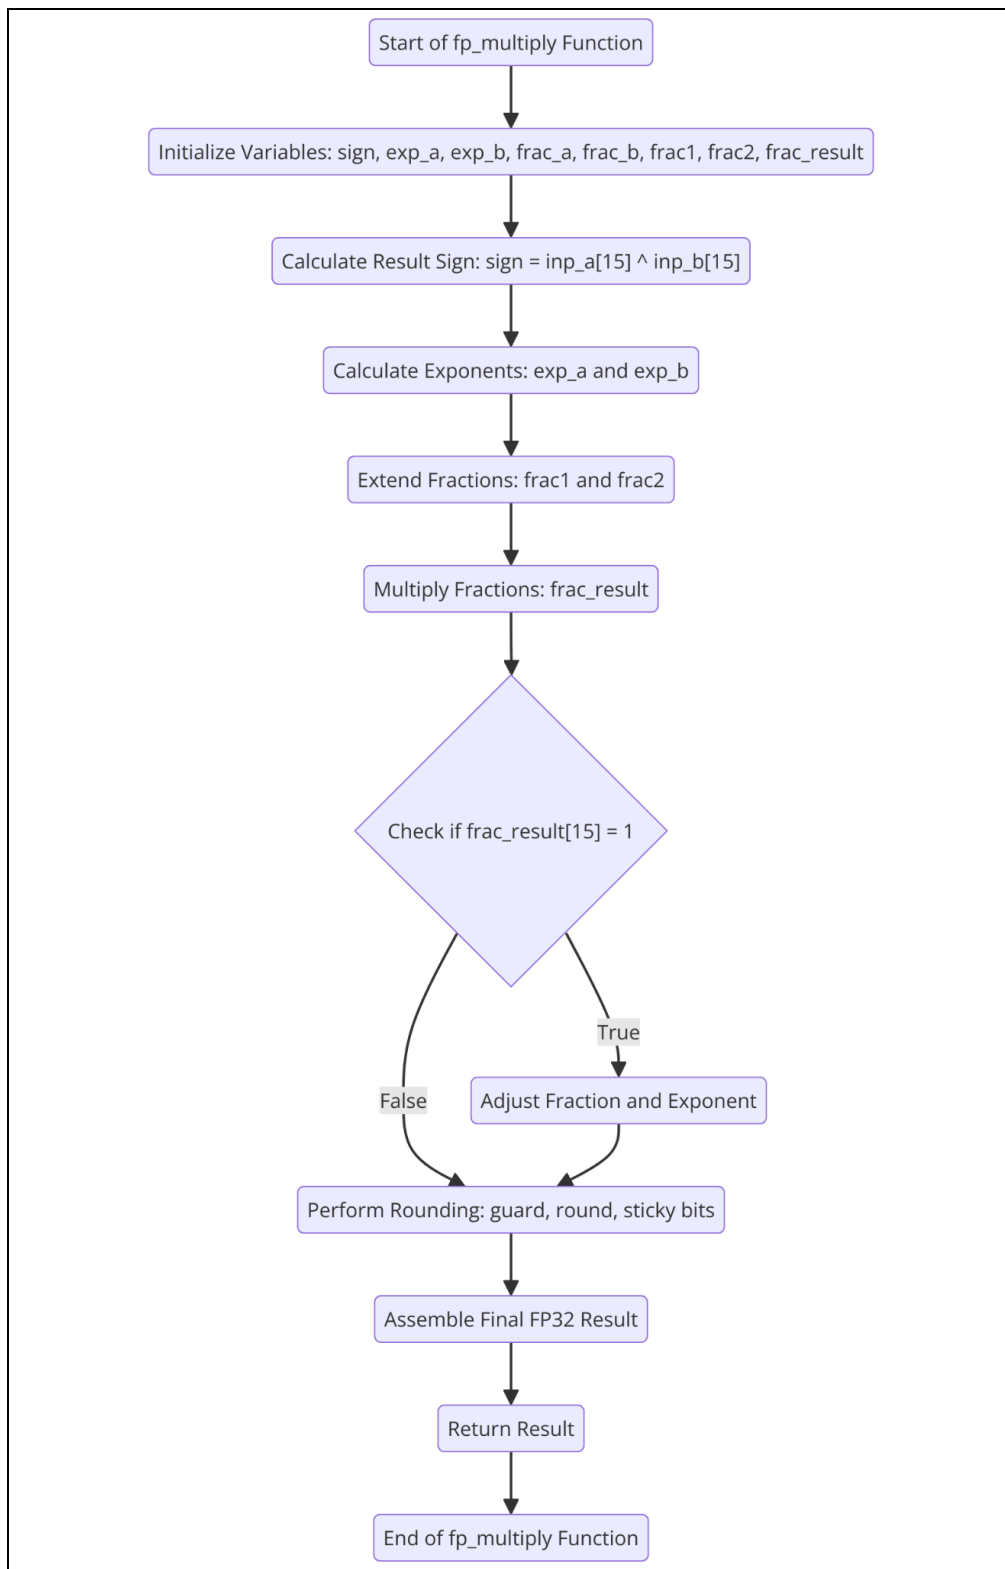 Start of fp_multiply Function
Initialize Variables: sign, exp_a, exp_b, frac_a, frac_b, frac1, frac2, frac_result
Calculate Result Sign: sign = inp_a[15] ^ inp_b[15]
Calculate Exponents: exp_a and exp_b
Extend Fractions: frac1 and frac2
Multiply Fractions: frac_result
Check if frac_result[15] = 1
True
False
Adjust Fraction and Exponent
Perform Rounding: guard, round, sticky bits
Assemble Final FP32 Result
Return Result
End of fp_multiply Function